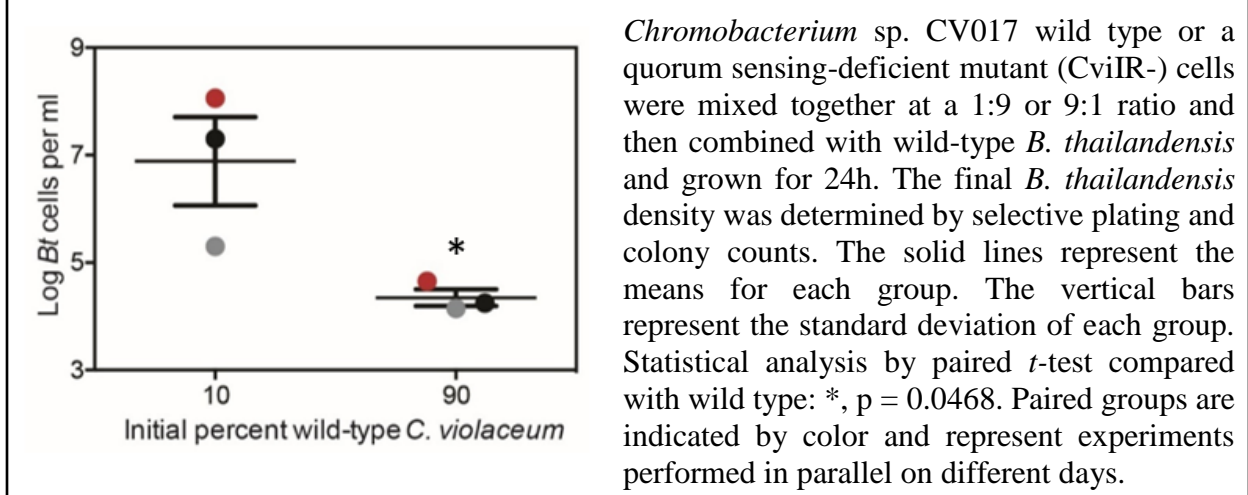 9
7
5
3
Log Bt cells per ml
*
10
90
Initial percent wild-type C. violaceum
Chromobacterium sp. CV017 wild type or a
quorum sensing-deficient mutant (CviIR-) cells
were mixed together at a 1:9 or 9:1 ratio and
then combined with wild-type B. thailandensis
and grown for 24h. The final B. thailandensis
density was determined by selective plating and
colony counts. The solid lines represent the
means for each group. The vertical bars
represent the standard deviation of each group.
Statistical analysis by paired t-test compared
with wild type: *, p = 0.0468. Paired groups are
indicated by color and represent experiments
performed in parallel on different days.